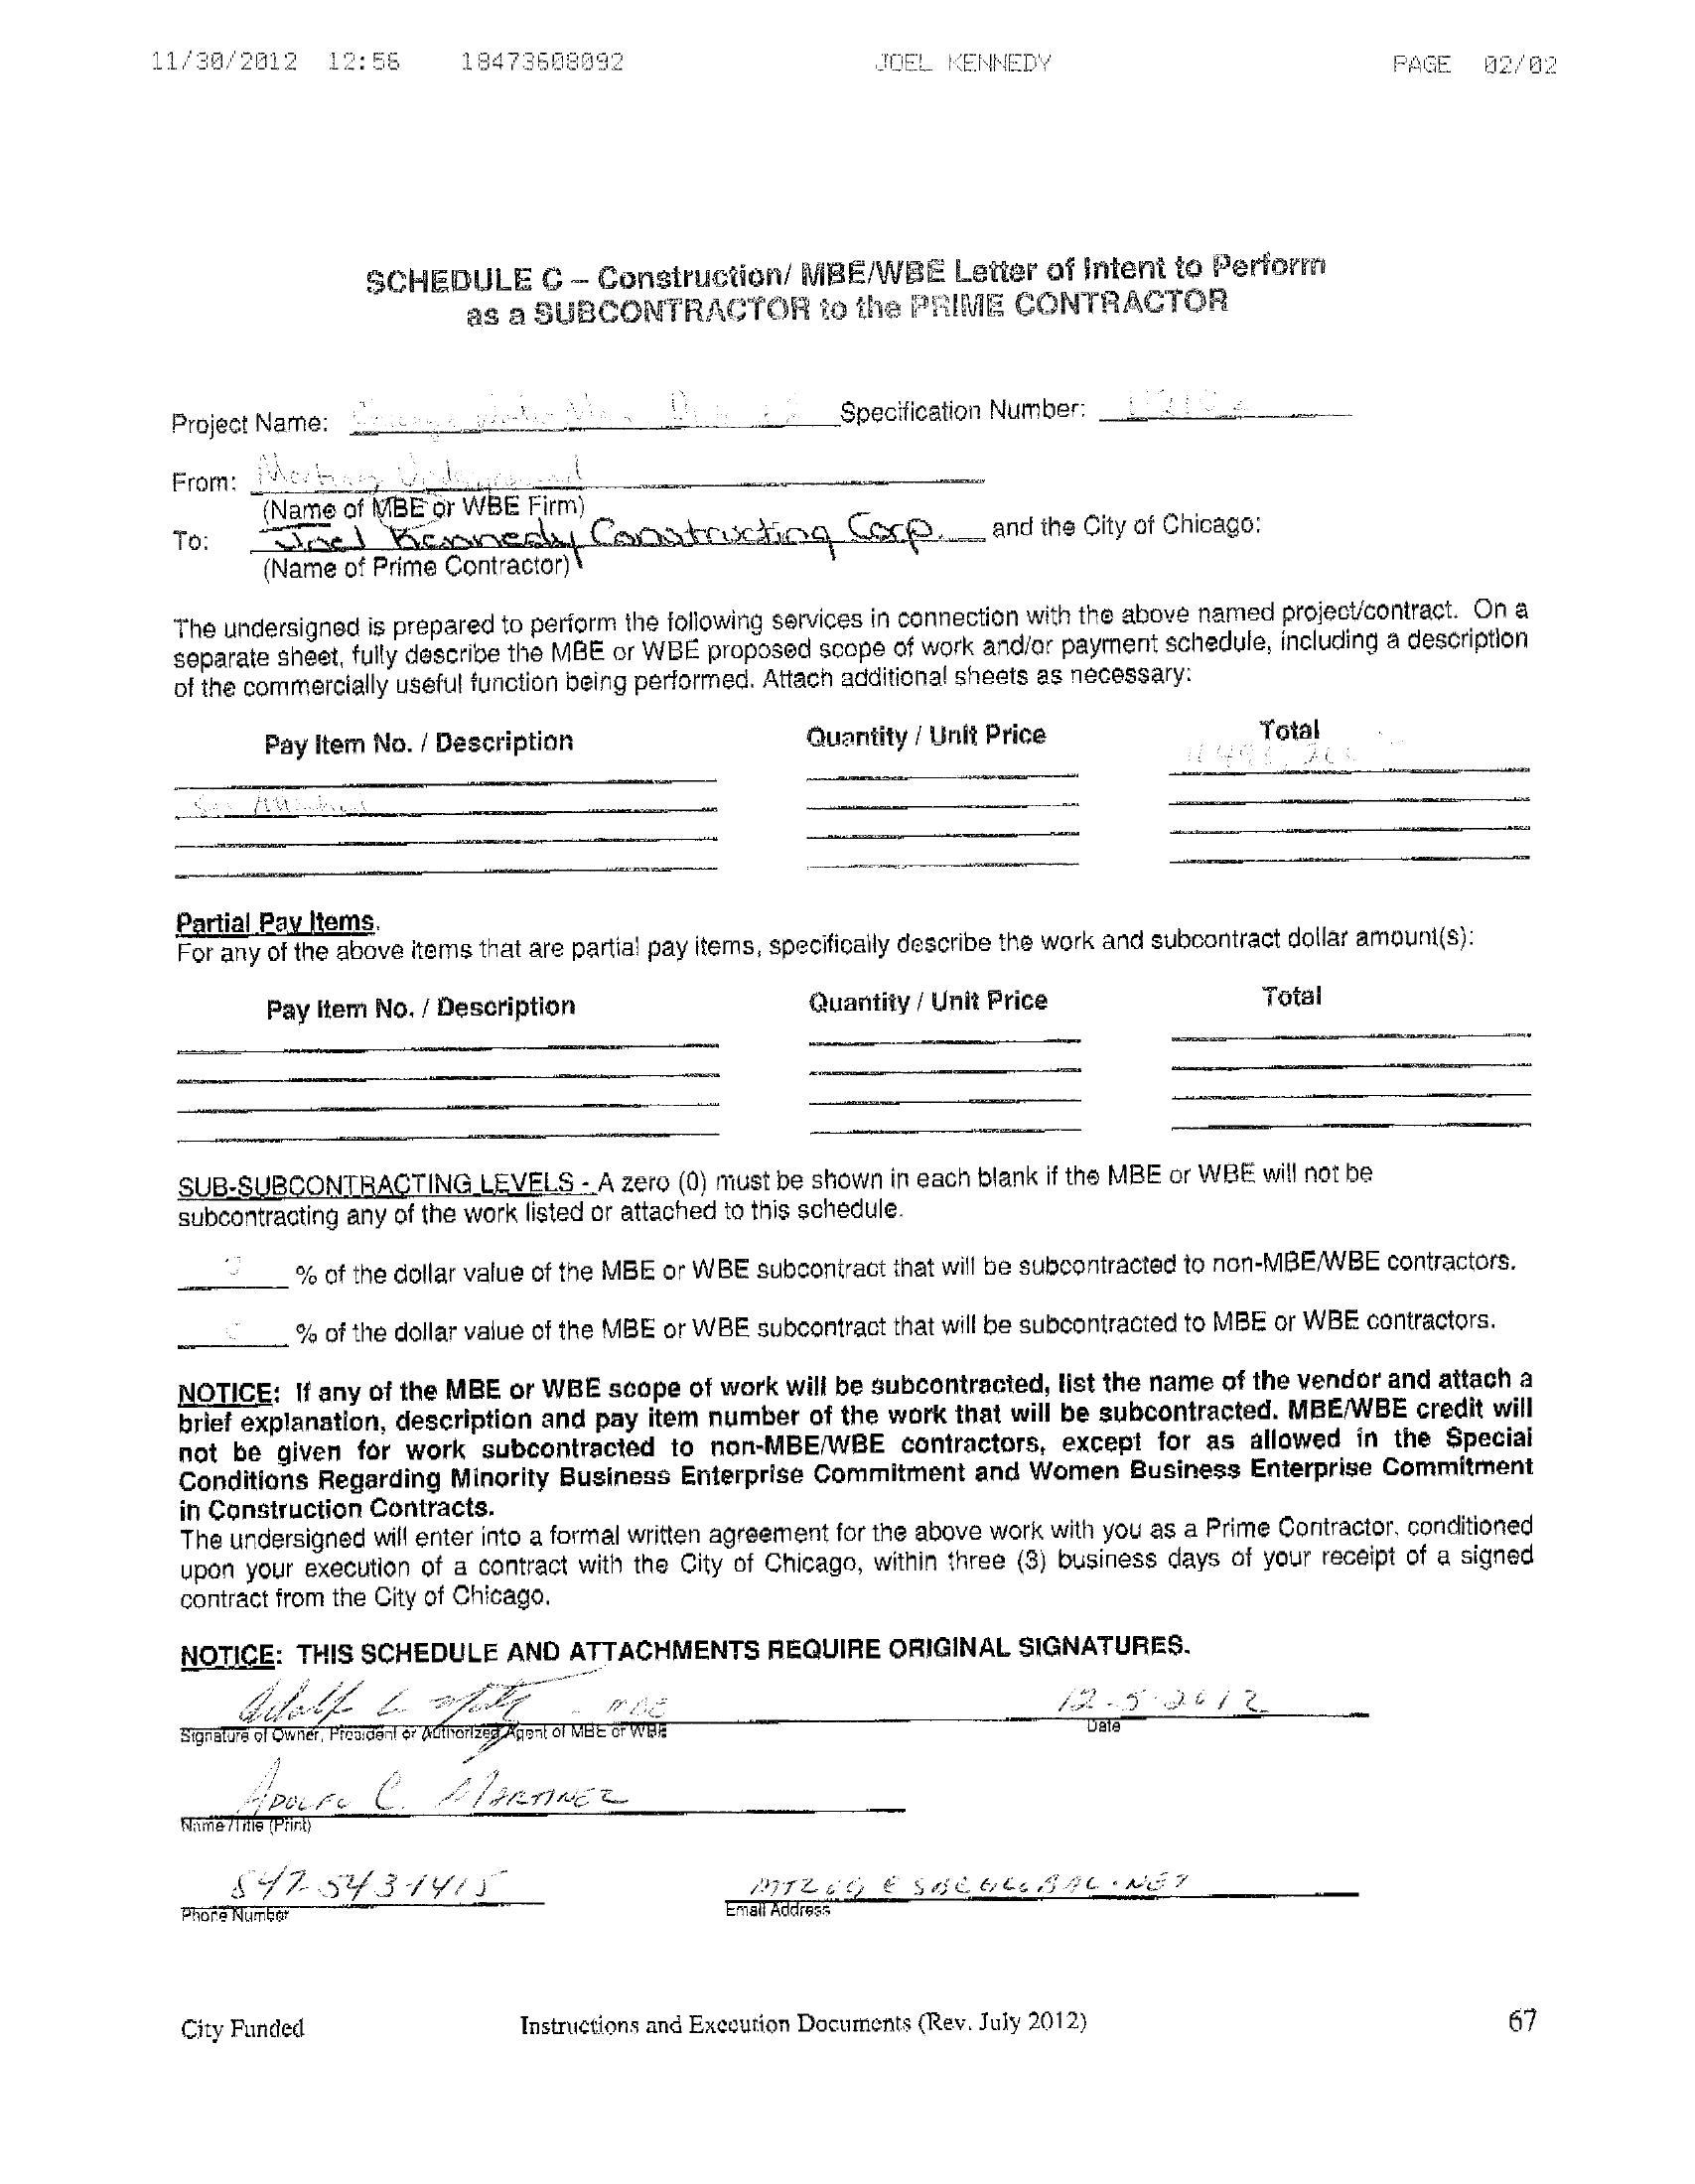 11/30/2012 12:56 18473608092 JOEL KENNEDY PAGE 02/02
SCHEDULE C – Construction/ MBE/WBE Letter of Intent to Perform
as a SUBCONTRACTOR to the PRIME CONTRACTOR
Project Name: Specification Number:
From: Underground
(Name of MBE or WBE Firm)
To: Joel Kennedy Constructing Corp. and the City of Chicago:
(Name of Prime Contractor)
The undersigned is prepared to perform the following services in connection with the above named project/contract. On a
separate sheet, fully describe the MBE or WBE proposed scope of work and/or payment schedule, including a description
of the commercially useful function being performed. Attach additional sheets as necessary:
Pay Item No. / Description Quantity / Unit Price Total
See Attached
Partial Pay Items.
For any of the above items that are partial pay items, specifically describe the work and subcontract dollar amount(s):
Pay Item No. / Description Quantity / Unit Price Total
SUB-SUBCONTRACTING LEVELS - A zero (0) must be shown in each blank if the MBE or WBE will not be
subcontracting any of the work listed or attached to this schedule.
0 % of the dollar value of the MBE or WBE subcontract that will be subcontracted to non-MBE/WBE contractors.
0 % of the dollar value of the MBE or WBE subcontract that will be subcontracted to MBE or WBE contractors.
NOTICE: If any of the MBE or WBE scope of work will be subcontracted, list the name of the vendor and attach a
brief explanation, description and pay item number of the work that will be subcontracted. MBE/WBE credit will
not be given for work subcontracted to non-MBE/WBE contractors, except for as allowed in the Special
Conditions Regarding Minority Business Enterprise Commitment and Women Business Enterprise Commitment
in Construction Contracts.
The undersigned will enter into a formal written agreement for the above work with you as a Prime Contractor, conditioned
upon your execution of a contract with the City of Chicago, within three (3) business days of your receipt of a signed
contract from the City of Chicago.
NOTICE: THIS SCHEDULE AND ATTACHMENTS REQUIRE ORIGINAL SIGNATURES.
- MBE 12-5-2012
Signature of Owner, President or Authorized Agent of MBE or WBE Date
ADOLFO C. MARTINEZ
Name/Title (Print)
847-543-1415
Phone Number Email Address
City Funded Instructions and Execution Documents (Rev. July 2012) 67